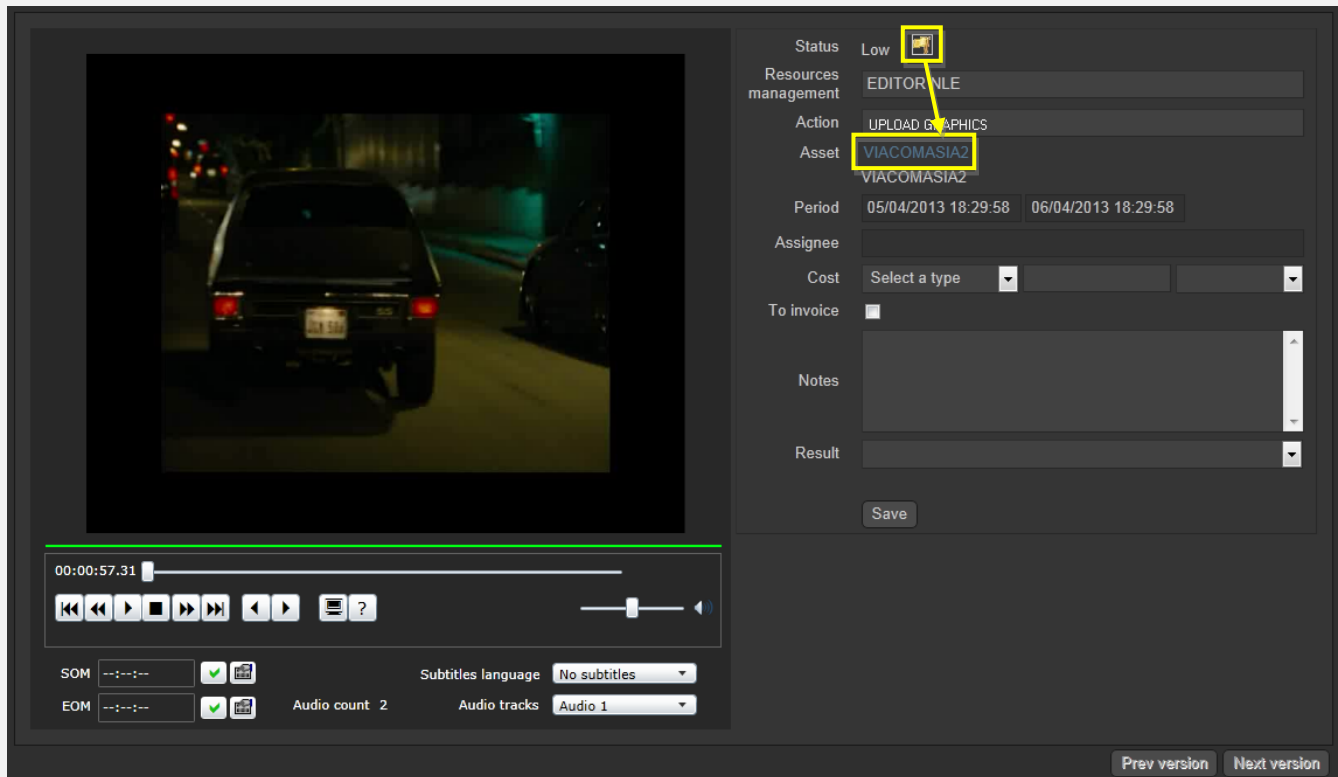 Status Low
Resources management EDITOR NLE
Action UPLOAD GRAPHICS
Asset VIACOMASIA2
VIACOMASIA2
Period 05/04/2013 18:29:58 06/04/2013 18:29:58
Assignee
Cost Select a type
To invoice
Notes
Result
Save
SS
00:00:57.31
?
SOM --:--:-- Subtitles language No subtitles
EOM --:--:-- Audio count 2 Audio tracks Audio 1
Prev version Next version